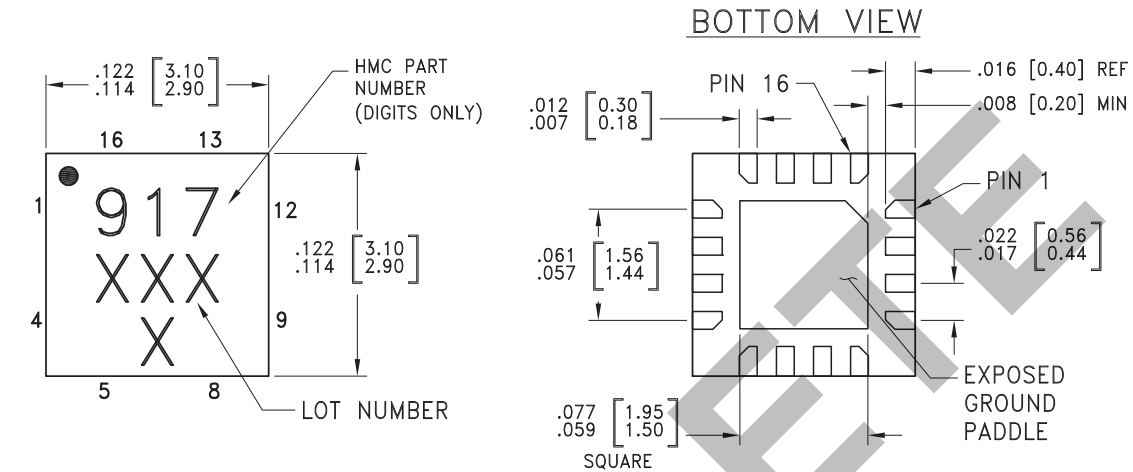 BOTTOM VIEW
.122 [3.10]
.114 [2.90]
HMC PART
NUMBER
(DIGITS ONLY)
16 13
1
12
4
9
5 8
917
XXX
X
.122 [3.10]
.114 [2.90]
LOT NUMBER
PIN 16
.012 [0.30]
.007 [0.18]
.016 [0.40] REF
.008 [0.20] MIN
PIN 1
.061 [1.56]
.057 [1.44]
.022 [0.56]
.017 [0.44]
.077 [1.95]
.059 [1.50]
SQUARE
EXPOSED
GROUND
PADDLE
ETE